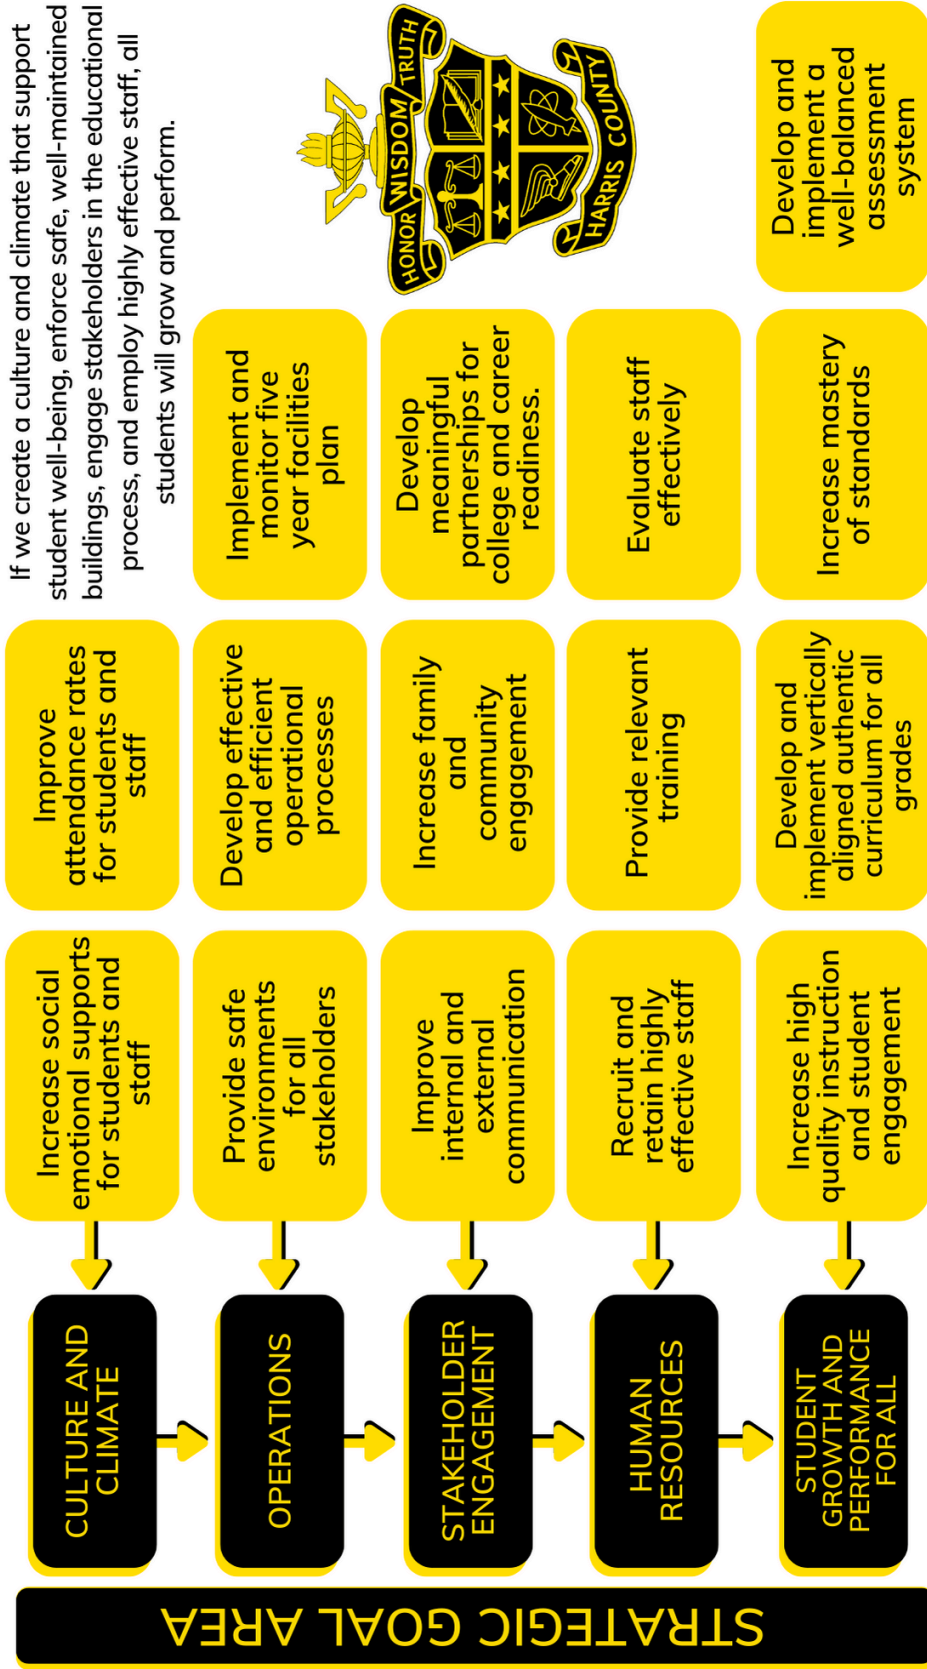 STRATEGIC GOAL AREA
CULTURE AND
CLIMATE
Increase social
emotional supports
for students and
staff
Improve
attendance rates
for students and
staff
If we create a culture and climate that support
student well-being, enforce safe, well-maintained
buildings, engage stakeholders in the educational
process, and employ highly effective staff, all
students will grow and perform.
OPERATIONS
Provide safe
environments
for all
stakeholders
Develop effective
and efficient
operational
processes
Implement and
monitor five
year facilities
plan
STAKEHOLDER
ENGAGEMENT
Improve
internal and
external
communication
Increase family
and
community
engagement
Develop
meaningful
partnerships for
college and career
readiness.
HONOR WISDOM TRUTH
HARRIS COUNTY
HUMAN
RESOURCES
Recruit and
retain highly
effective staff
Provide relevant
training
Evaluate staff
effectively
STUDENT
GROWTH AND
PERFORMANCE
FOR ALL
Increase high
quality instruction
and student
engagement
Develop and
implement vertically
aligned authentic
curriculum for all
grades
Increase mastery
of standards
Develop and
implement a
well-balanced
assessment
system